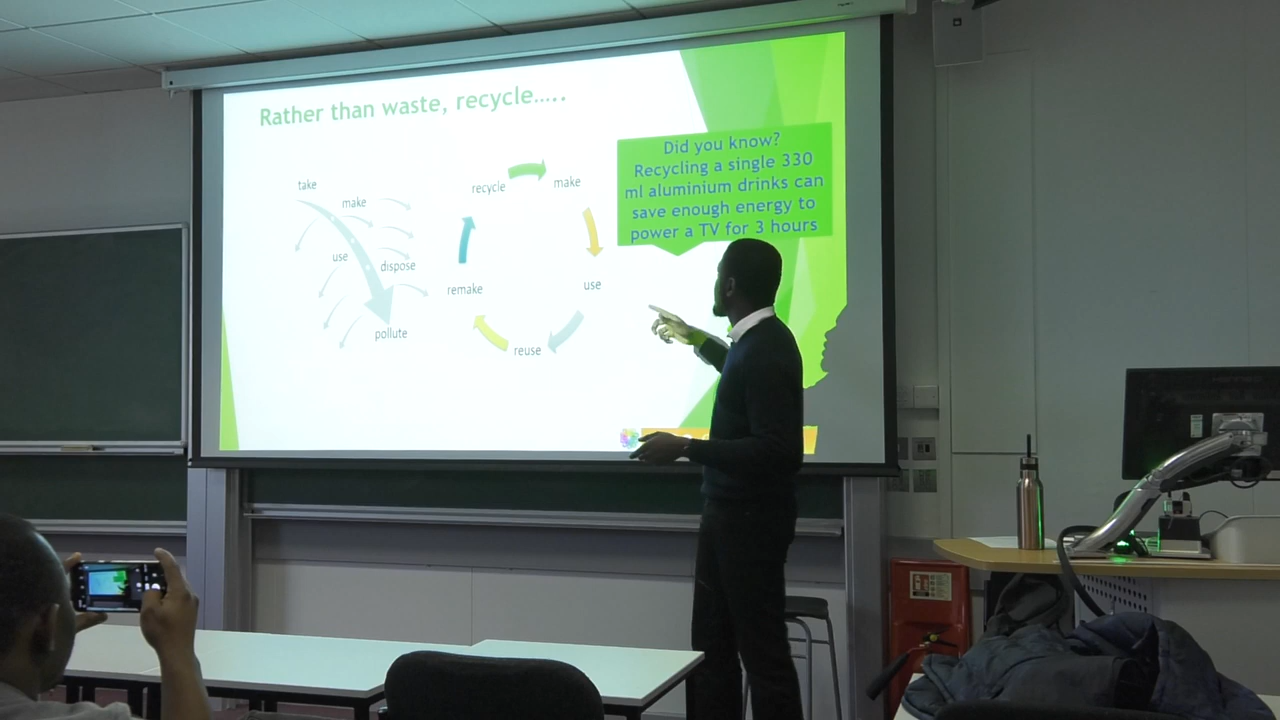 Rather than waste, recycle.....
Did you know?
Recycling a single 330
ml aluminium drinks can
save enough energy to
power a TV for 3 hours
take
make
use
dispose
pollute
recycle
make
use
reuse
remake